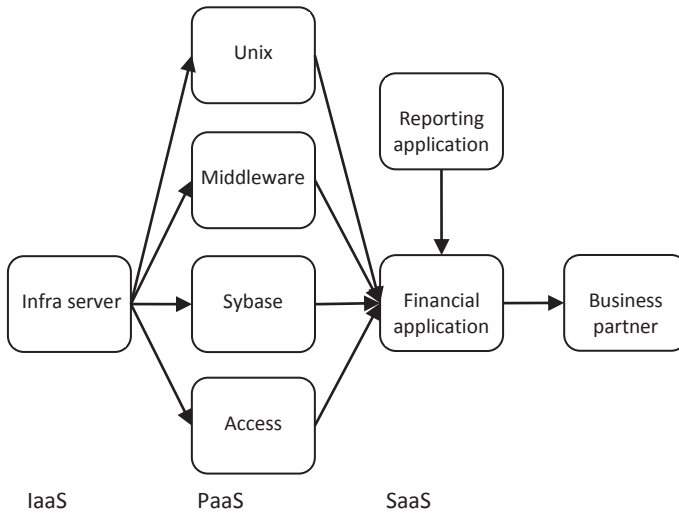 Unix
Reporting
application
Middleware
Infra server
Sybase
Financial
application
Business
partner
Access
IaaS
PaaS
SaaS